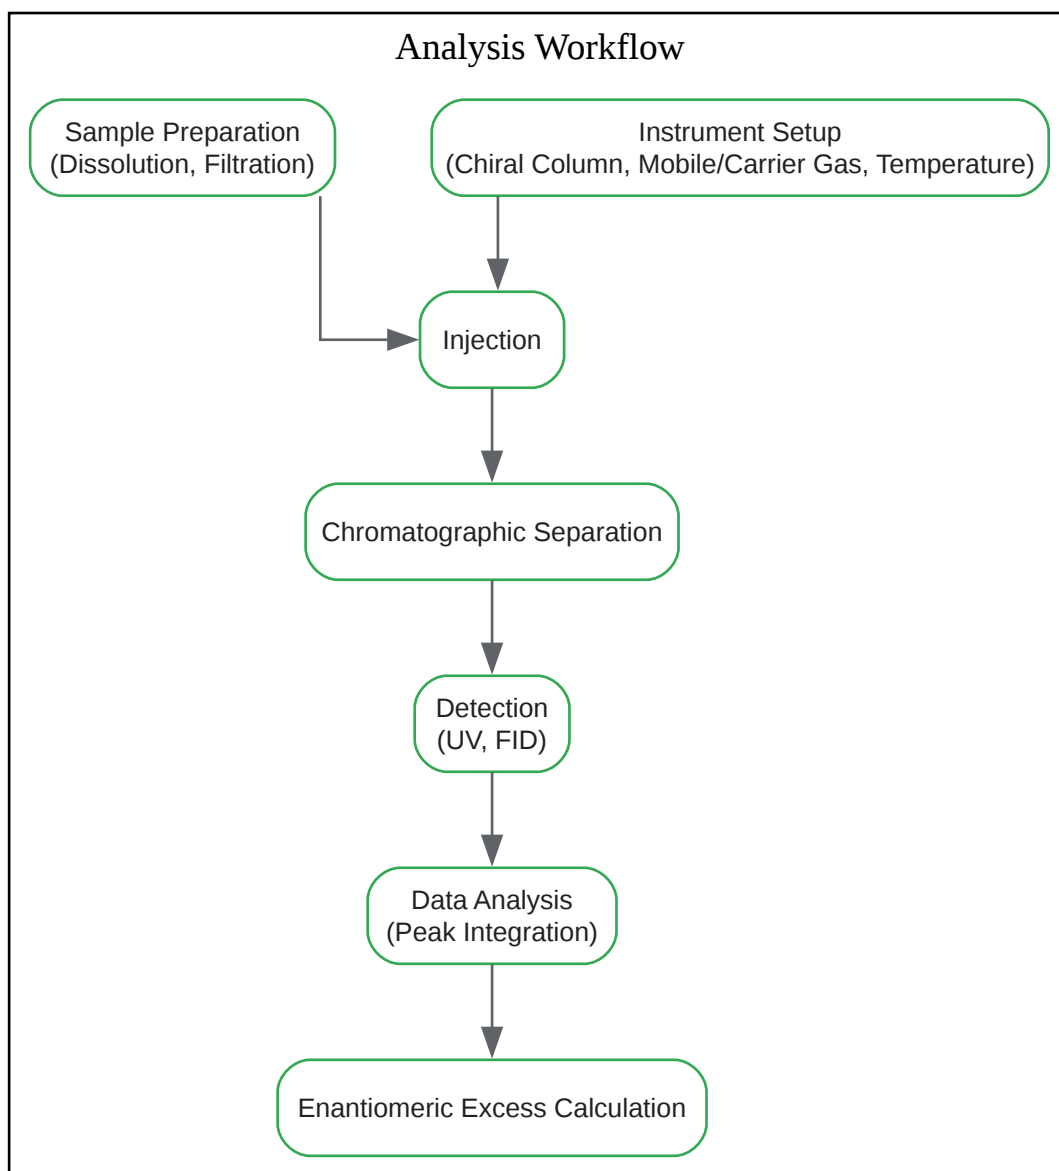 Analysis Workflow
Sample Preparation
(Dissolution, Filtration)
Instrument Setup
(Chiral Column, Mobile/Carrier Gas, Temperature)
Injection
Chromatographic Separation
Detection
(UV, FID)
Data Analysis
(Peak Integration)
Enantiomeric Excess Calculation